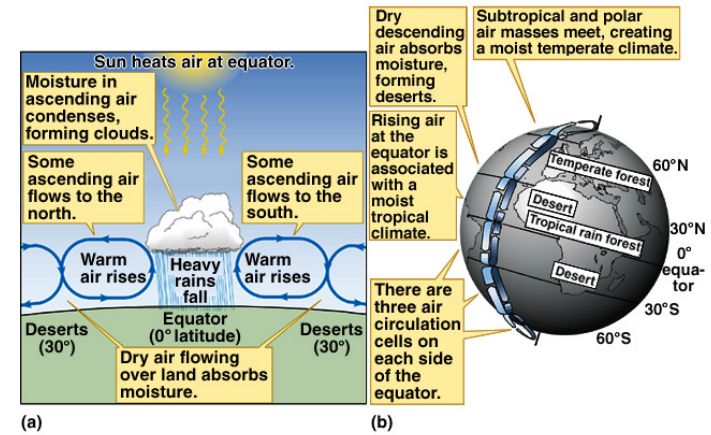 Sun heats air at equator.
Moisture in
ascending air
condenses,
forming clouds.
Some
ascending air
flows to the
north.
Some
ascending air
flows to the
south.
Warm
air rises
Heavy
rains
fall
Warm
air rises
Deserts
(30°)
Equator
(0° latitude)
Deserts
(30°)
Dry air flowing
over land absorbs
moisture.
(a)
Dry
descending
air absorbs
moisture,
forming
deserts.
Subtropical and polar
air masses meet, creating
a moist temperate climate.
Rising air
at the
equator is
associated
with a
moist
tropical
climate.
There are
three air
circulation
cells on
each side
of the
equator.
Temperate forest
Desert
Tropical rain forest
Desert
60°N
30°N
0°
equa-
tor
30°S
60°S
(b)